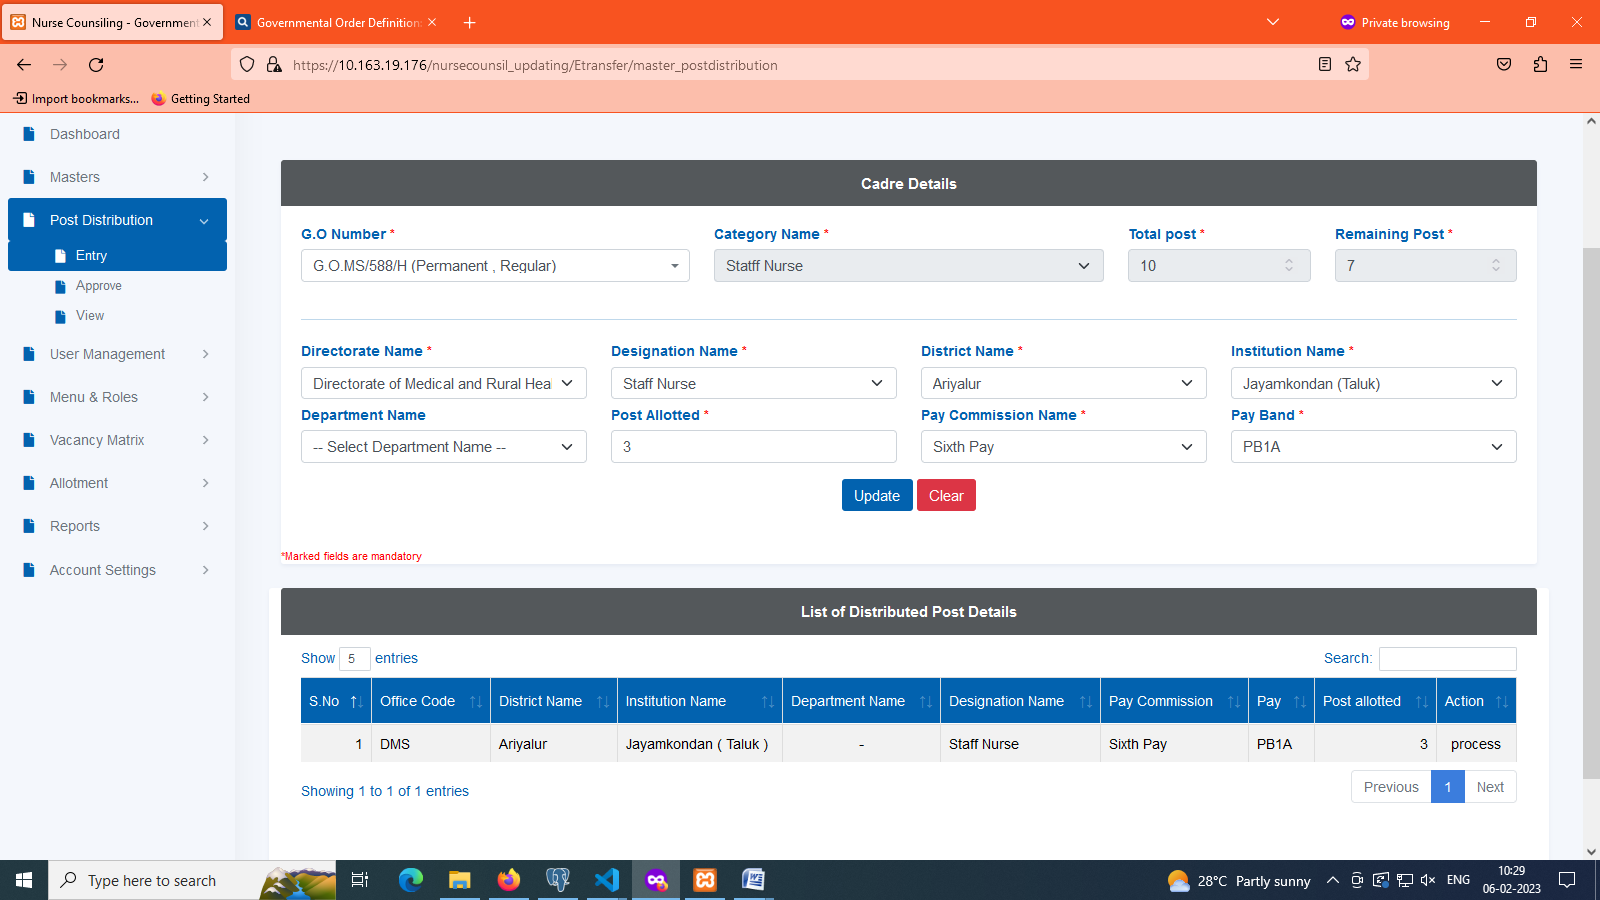 Nurse Counsiling - Government
Governmental Order Definition
Private browsing
https://10.163.19.176/nursecounsil_updating/Etransfer/master_postdistribution
Import bookmarks... Getting Started
Dashboard
Masters
Post Distribution
Entry
Approve
View
User Management
Menu & Roles
Vacancy Matrix
Allotment
Reports
Account Settings
Cadre Details
G.O Number * Category Name * Total post * Remaining Post *
G.O.MS/588/H (Permanent , Regular) Statff Nurse 10 7
Directorate Name * Designation Name * District Name * Institution Name *
Directorate of Medical and Rural Hea Staff Nurse Ariyalur Jayamkondan (Taluk)
Department Name Post Allotted * Pay Commission Name * Pay Band *
-- Select Department Name -- 3 Sixth Pay PB1A
Update Clear
*Marked fields are mandatory
List of Distributed Post Details
Show 5 entries Search:
S.No Office Code District Name Institution Name Department Name Designation Name Pay Commission Pay Post allotted Action
1 DMS Ariyalur Jayamkondan ( Taluk ) - Staff Nurse Sixth Pay PB1A 3 process
Showing 1 to 1 of 1 entries Previous 1 Next
Type here to search
28°C Partly sunny ENG
10:29
06-02-2023